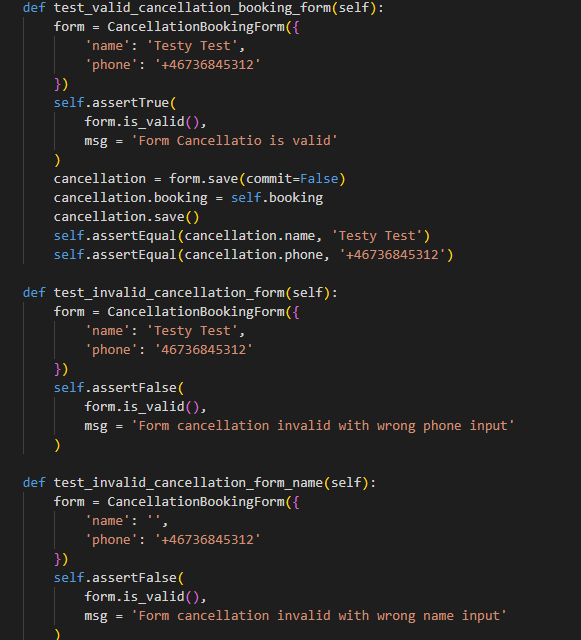 def test_valid_cancellation_booking_form(self):
    form = CancellationBookingForm({
        'name': 'Testy Test',
        'phone': '+46736845312'
    })
    self.assertTrue(
        form.is_valid(),
        msg = 'Form Cancellatio is valid'
    )
    cancellation = form.save(commit=False)
    cancellation.booking = self.booking
    cancellation.save()
    self.assertEqual(cancellation.name, 'Testy Test')
    self.assertEqual(cancellation.phone, '+46736845312')

def test_invalid_cancellation_form(self):
    form = CancellationBookingForm({
        'name': 'Testy Test',
        'phone': '46736845312'
    })
    self.assertFalse(
        form.is_valid(),
        msg = 'Form cancellation invalid with wrong phone input'
    )

def test_invalid_cancellation_form_name(self):
    form = CancellationBookingForm({
        'name': '',
        'phone': '+46736845312'
    })
    self.assertFalse(
        form.is_valid(),
        msg = 'Form cancellation invalid with wrong name input'
    )